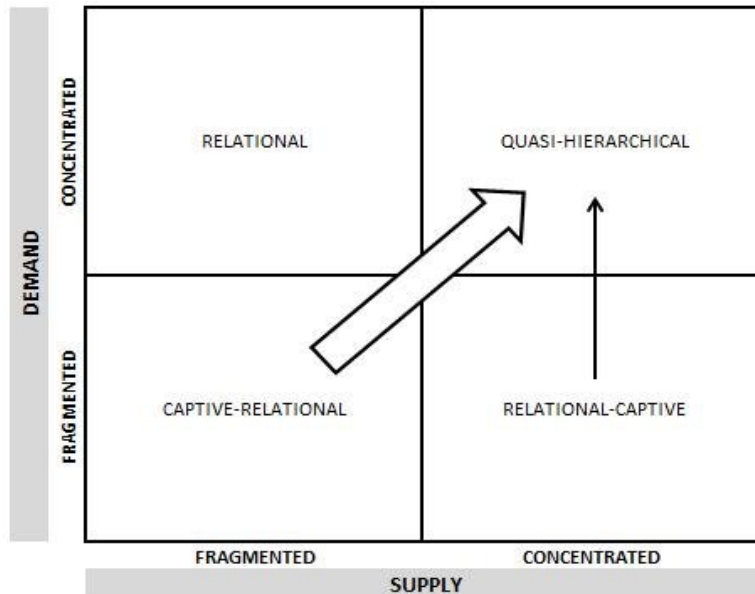 DEMAND
CONCENTRATED
FRAGMENTED
RELATIONAL
QUASI-HIERARCHICAL
CAPTIVE-RELATIONAL
RELATIONAL-CAPTIVE
FRAGMENTED
CONCENTRATED
SUPPLY